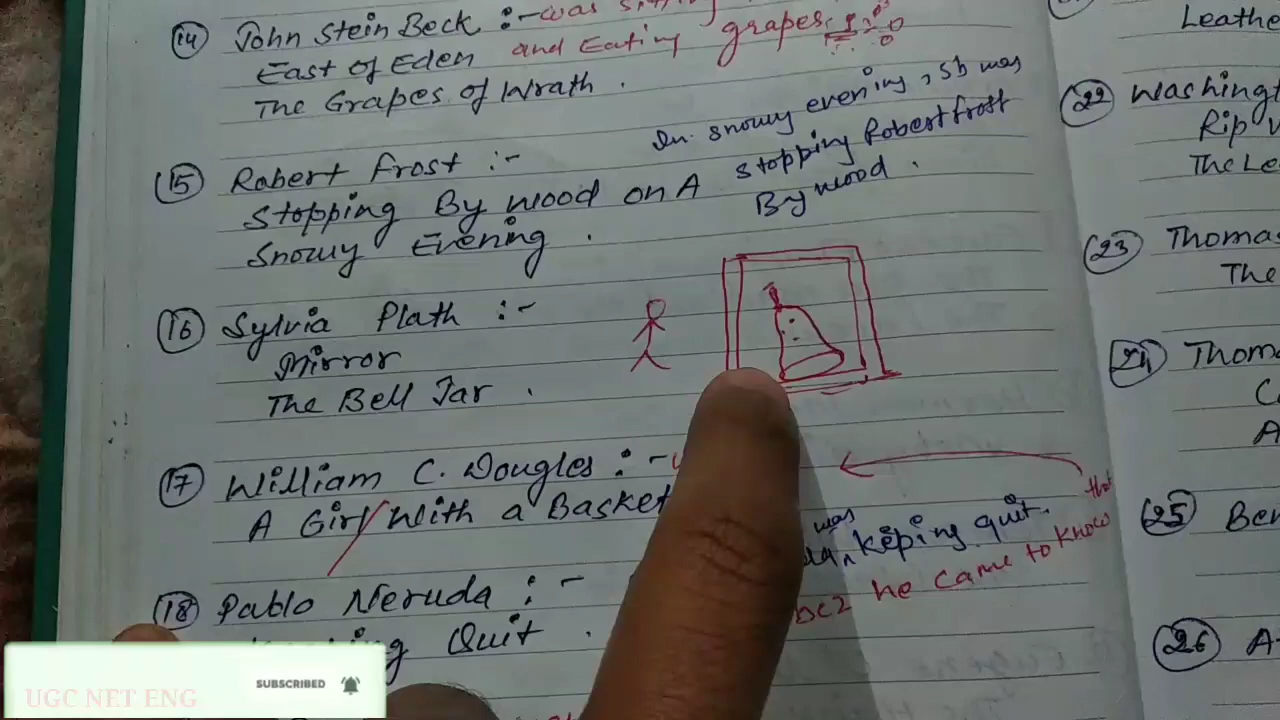 (14) John Stein Beck :- was
East of Eden and Eating grapes.
The Grapes of Wrath .
(15) Robert Frost :-
Stopping By wood on A
Snowy Evening .
In snowy evening, sb was
stopping Robert frost
By wood .
(16) Sylvia Plath :-
Mirror
The Bell Jar .
(17) William C. Dougles :-
A Girl With a Basket
(18) Pablo Neruda :-
Quit .
was
keping quit.
that
bcz he came to know
Leathe
(22) Washingt
Rip V
The Le
(23) Thomas
The
(24) Thoma
C
A
(25) Ben
(26) A
UGC NET ENG
SUBSCRIBED